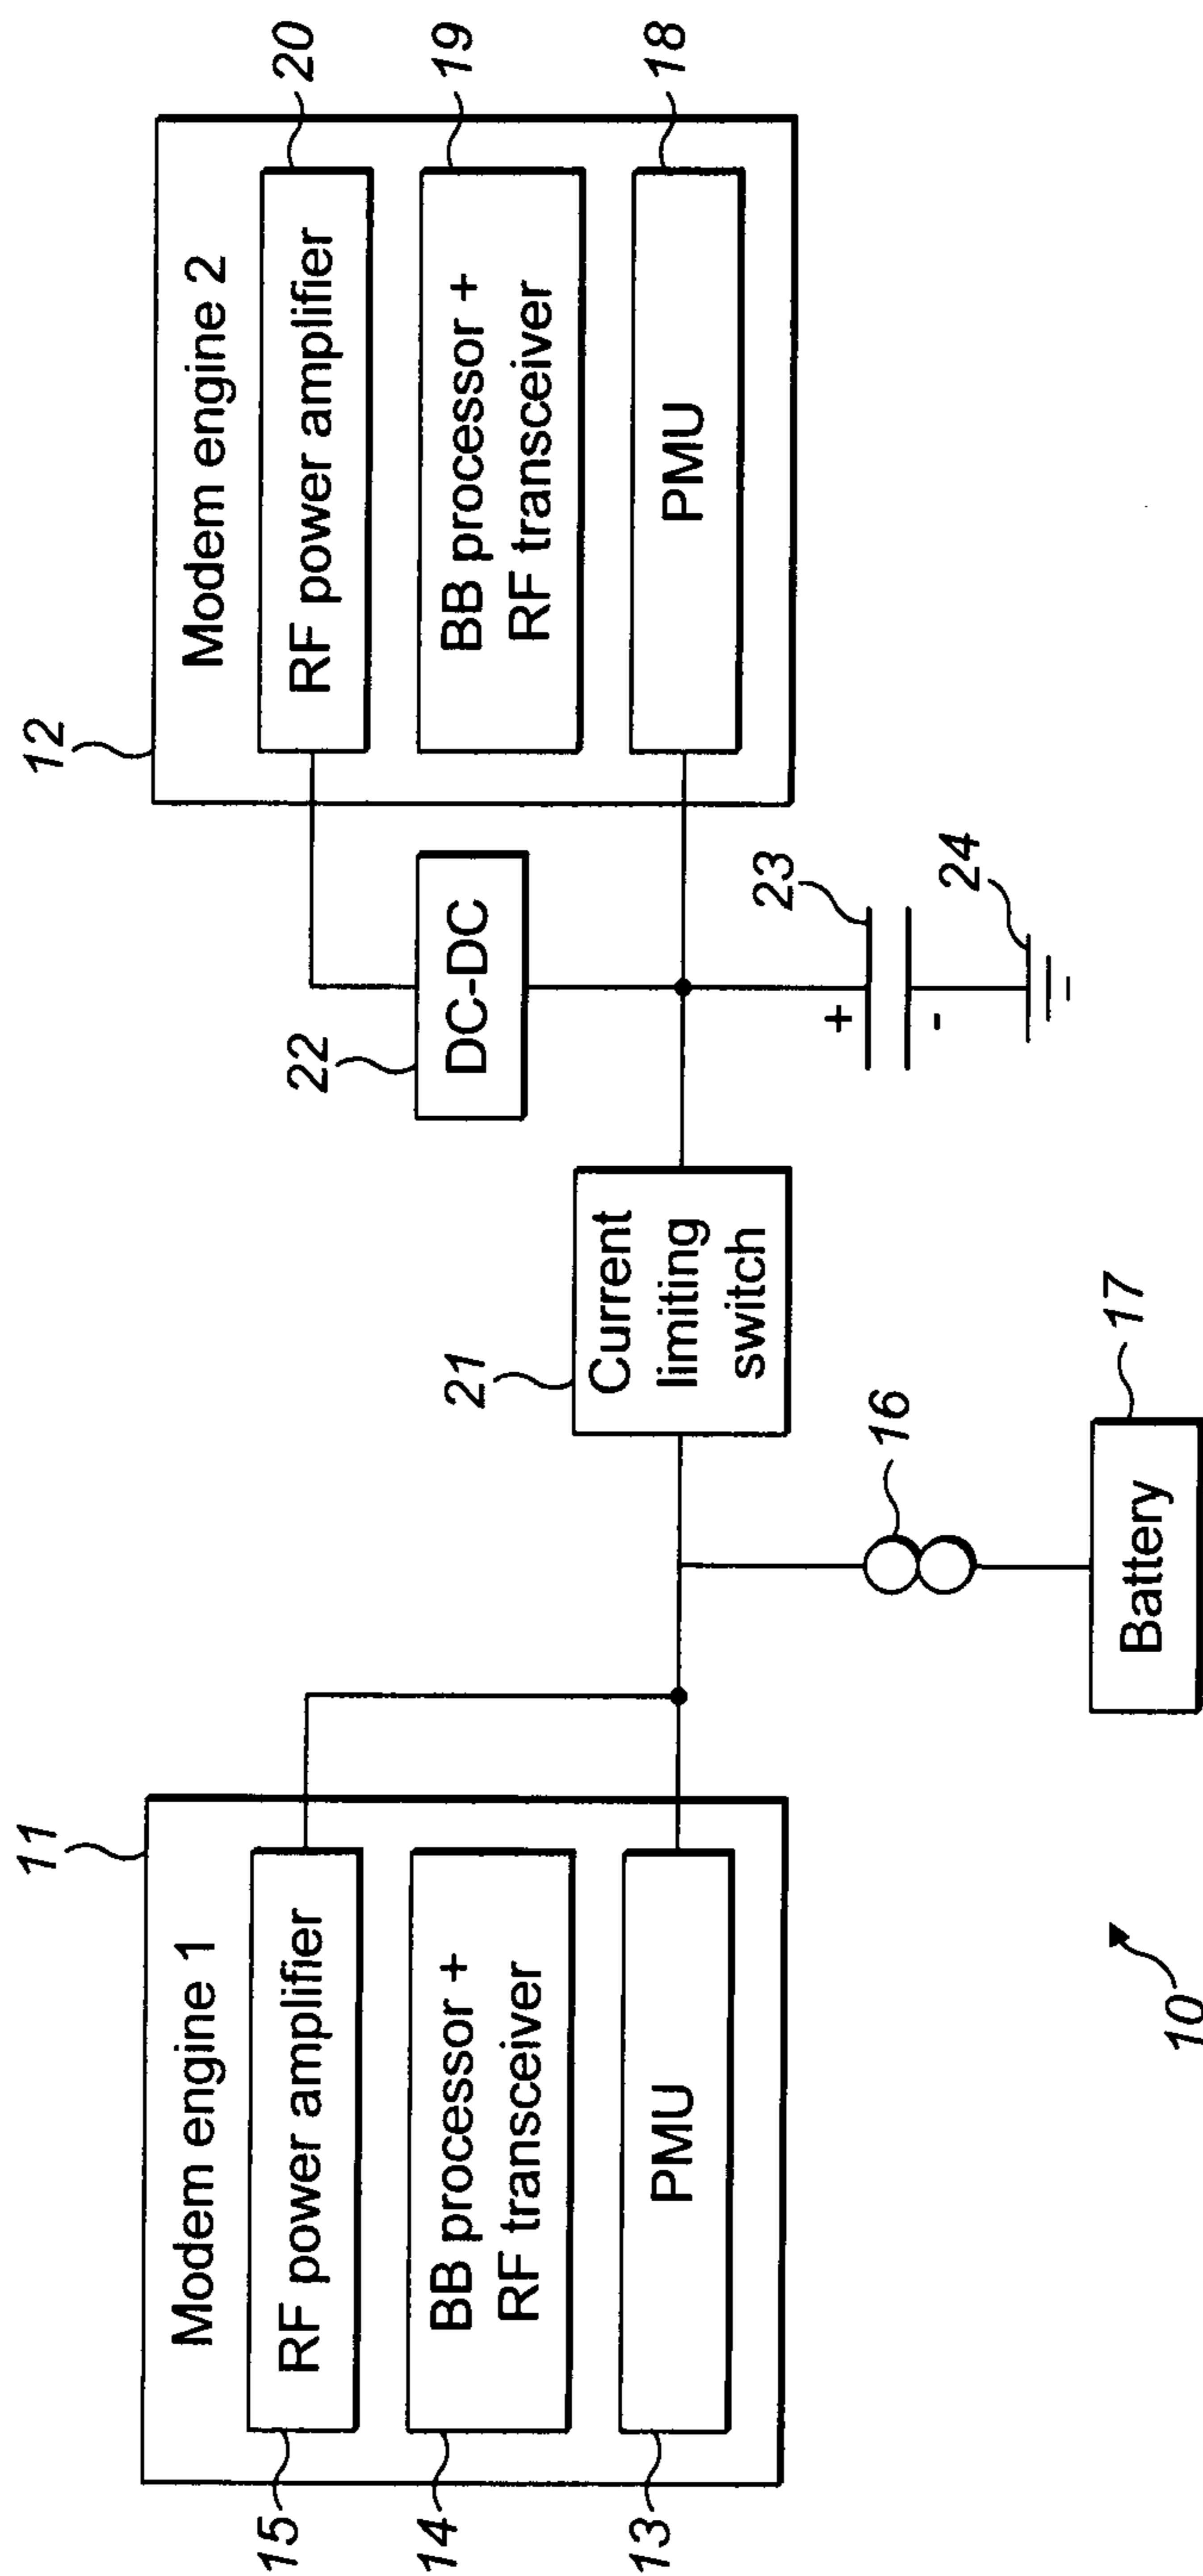 11
Modem engine 1
RF power amplifier
15
BB processor +
RF transceiver
14
PMU
13
12
Modem engine 2
RF power amplifier
20
BB processor +
RF transceiver
19
PMU
18
22
DC-DC
21
Current
limiting
switch
+
-
23
24
16
Battery
17
10